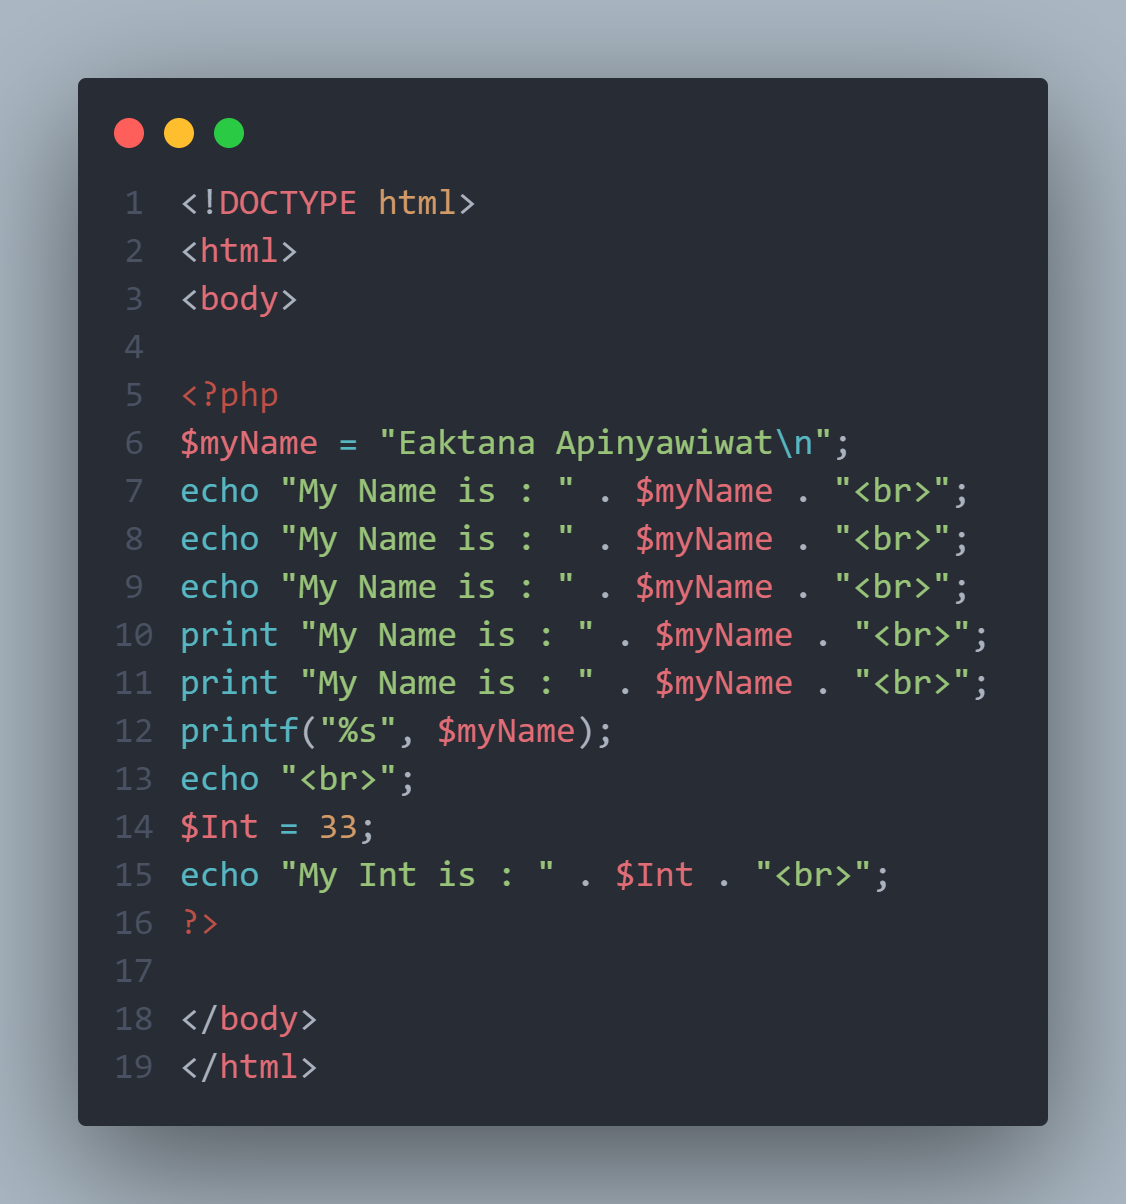 1 <!DOCTYPE html>
2 <html>
3 <body>
4
5 <?php
6 $myName = "Eaktana Apinyawiwat\n";
7 echo "My Name is : " . $myName . "<br>";
8 echo "My Name is : " . $myName . "<br>";
9 echo "My Name is : " . $myName . "<br>";
10 print "My Name is : " . $myName . "<br>";
11 print "My Name is : " . $myName . "<br>";
12 printf("%s", $myName);
13 echo "<br>";
14 $Int = 33;
15 echo "My Int is : " . $Int . "<br>";
16 ?>
17
18 </body>
19 </html>